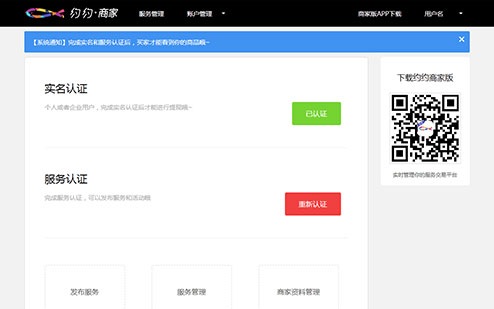 约约·商家 服务管理 账户管理 商家版APP下载 用户名
【系统通知】完成实名和服务认证后，买家才能看到你的商品哦~
实名认证
个人或者企业用户，完成实名认证后才能进行提现哦~
已认证
服务认证
完成服务认证，可以发布服务和活动哦
重新认证
发布服务 服务管理 商家资料管理
下载约约商家版
实时管理你的服务交易平台